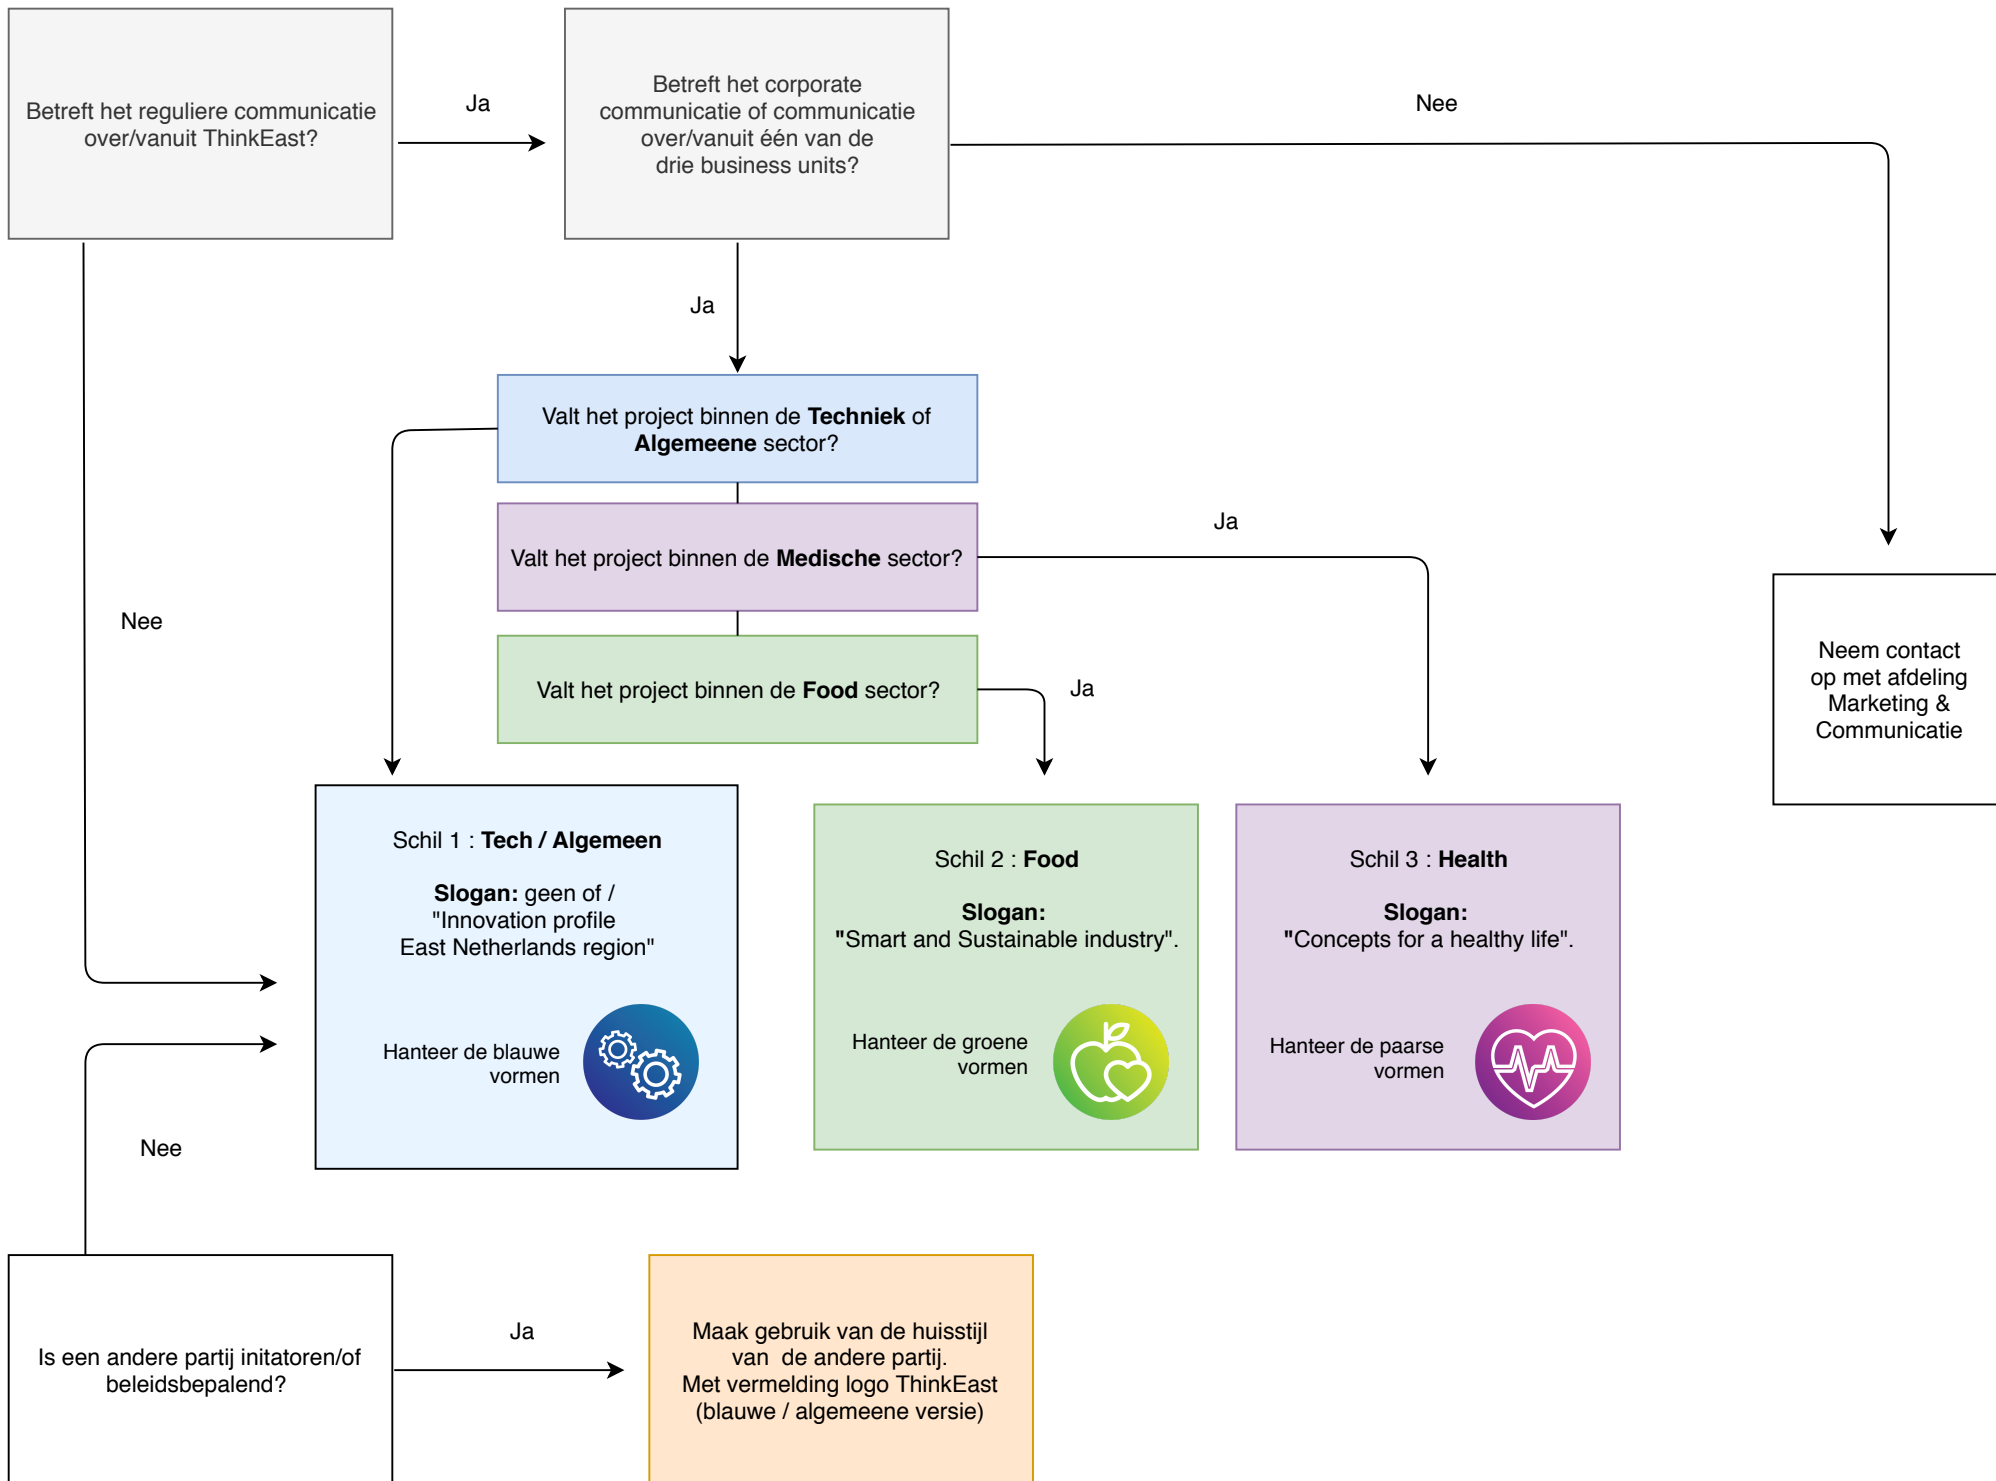 Betreft het reguliere communicatie
over/vanuit ThinkEast?
Ja
Betreft het corporate
communicatie of communicatie
over/vanuit één van de
drie business units?
Nee
Ja
Valt het project binnen de Techniek of
Algemeene sector?
Valt het project binnen de Medische sector?
Ja
Valt het project binnen de Food sector?
Ja
Nee
Neem contact
op met afdeling
Marketing &
Communicatie
Schil 1 : Tech / Algemeen
Slogan: geen of /
"Innovation profile
East Netherlands region"
Hanteer de blauwe
vormen
Schil 2 : Food
Slogan:
"Smart and Sustainable industry".
Hanteer de groene
vormen
Schil 3 : Health
Slogan:
"Concepts for a healthy life".
Hanteer de paarse
vormen
Nee
Is een andere partij initatoren/of
beleidsbepalend?
Ja
Maak gebruik van de huisstijl
van  de andere partij.
Met vermelding logo ThinkEast
(blauwe / algemeene versie)